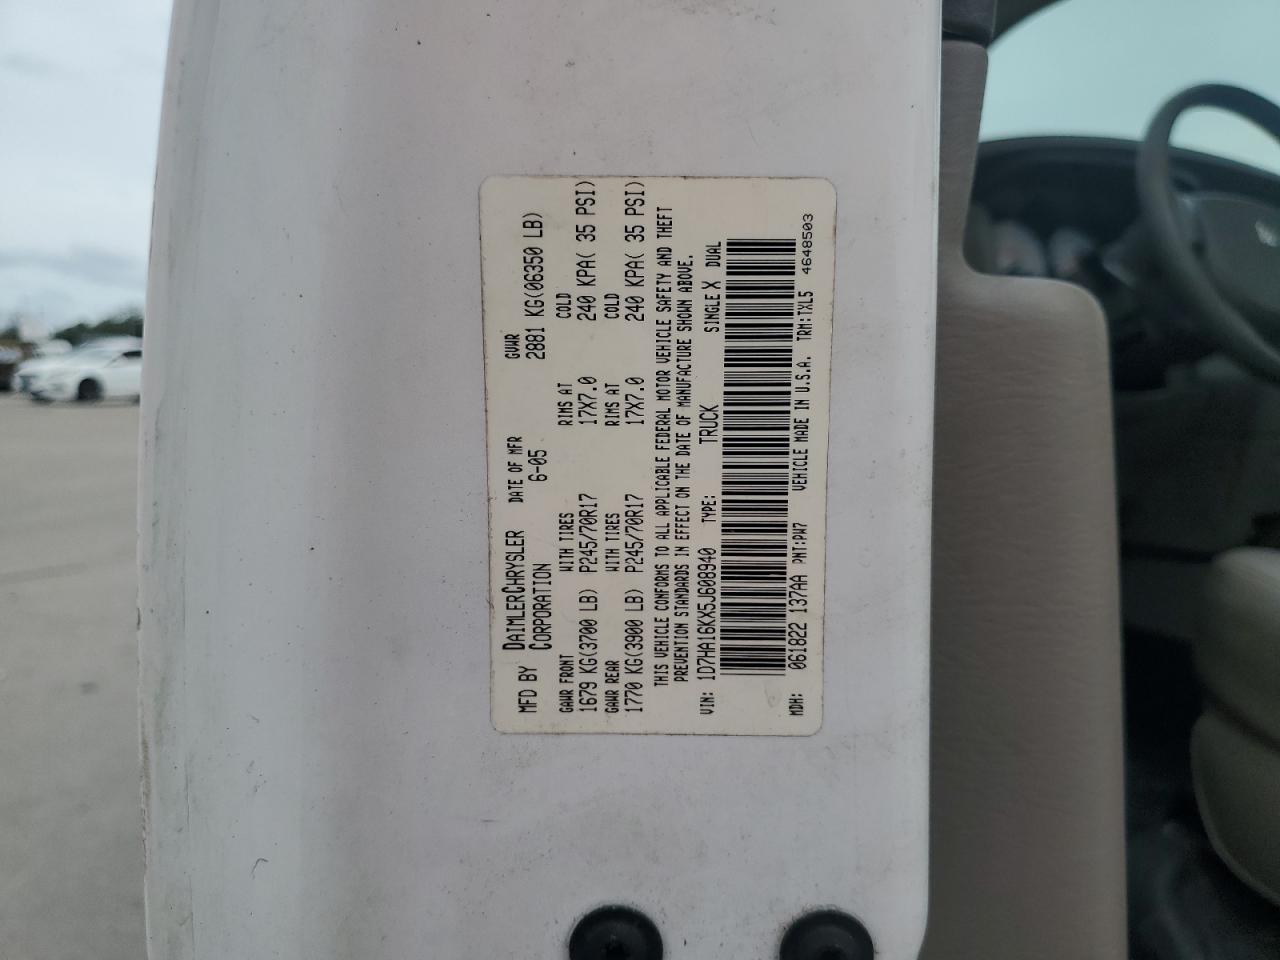 MFD BY DAIMLERCHRYSLER CORPORATION DATE OF MFR 6-05 GVWR 2881 KG(06350 LB)
GAWR FRONT WITH TIRES RIMS AT COLD
1679 KG(3700 LB) P245/70R17 17X7.0 240 KPA( 35 PSI)
GAWR REAR WITH TIRES RIMS AT COLD
1770 KG(3900 LB) P245/70R17 17X7.0 240 KPA( 35 PSI)
THIS VEHICLE CONFORMS TO ALL APPLICABLE FEDERAL MOTOR VEHICLE SAFETY AND THEFT
PREVENTION STANDARDS IN EFFECT ON THE DATE OF MANUFACTURE SHOWN ABOVE.
VIN: 1D7HA16KX5J608940 TYPE: TRUCK SINGLE X DUAL
MDH: 061822 137AA PNT:PW7 VEHICLE MADE IN U.S.A. TRM:TXL5 4648503